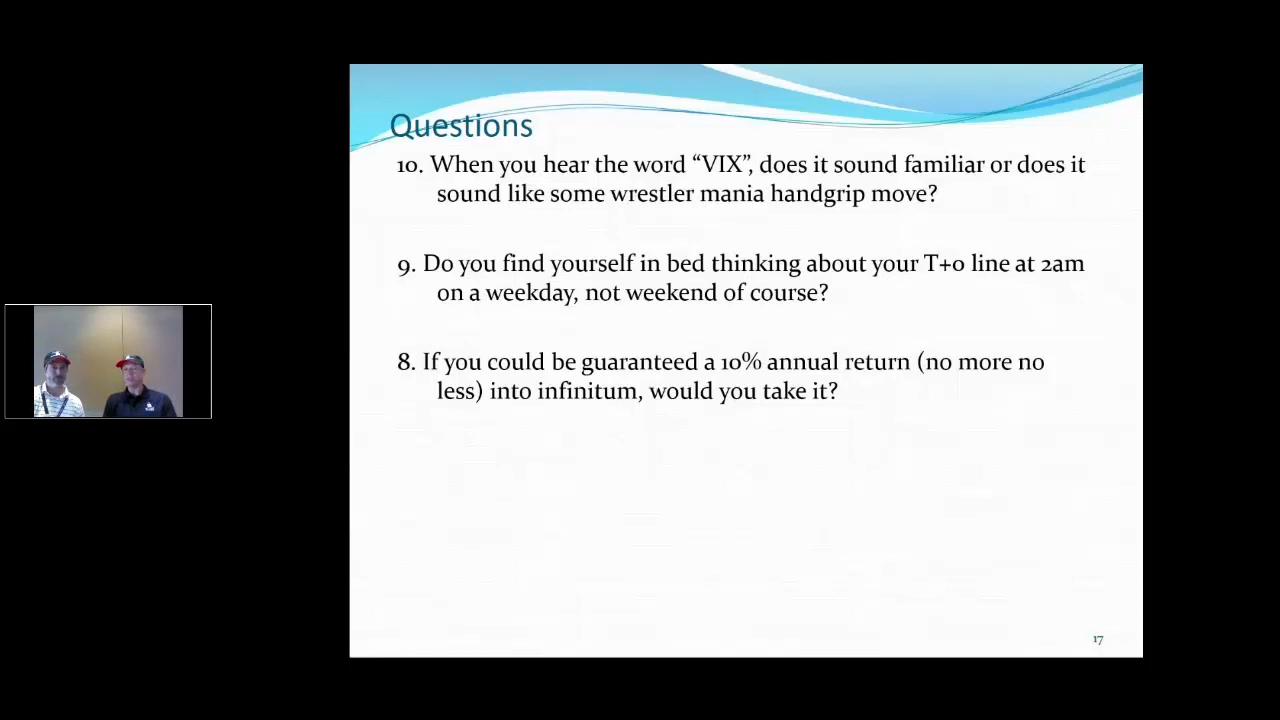 Questions
10. When you hear the word “VIX”, does it sound familiar or does it
sound like some wrestler mania handgrip move?
9. Do you find yourself in bed thinking about your T+0 line at 2am
on a weekday, not weekend of course?
8. If you could be guaranteed a 10% annual return (no more no
less) into infinitum, would you take it?
17